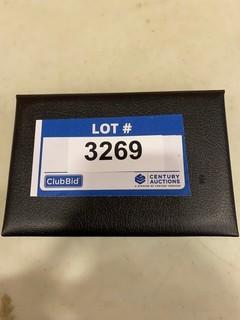 LOT #
3269
ClubBid
CENTURY
AUCTIONS